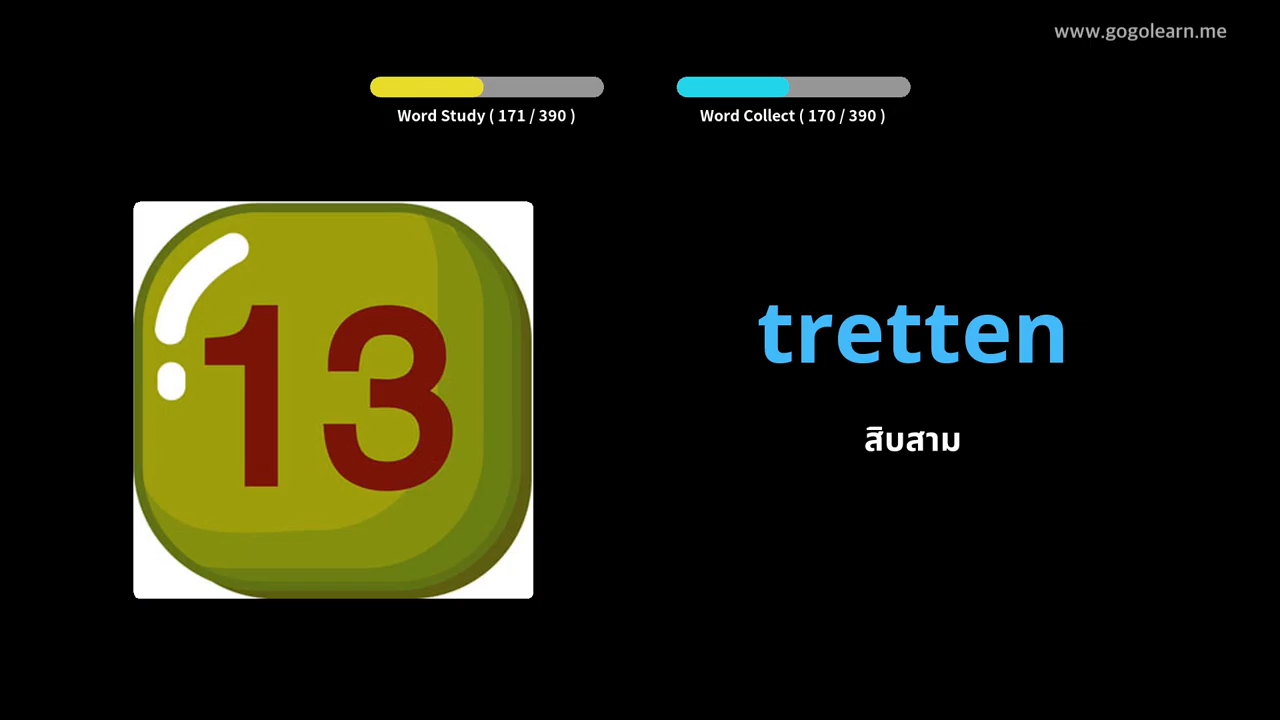 www.gogolearn.me
Word Study ( 171 / 390 )
Word Collect ( 170 / 390 )
13
tretten
สิบสาม